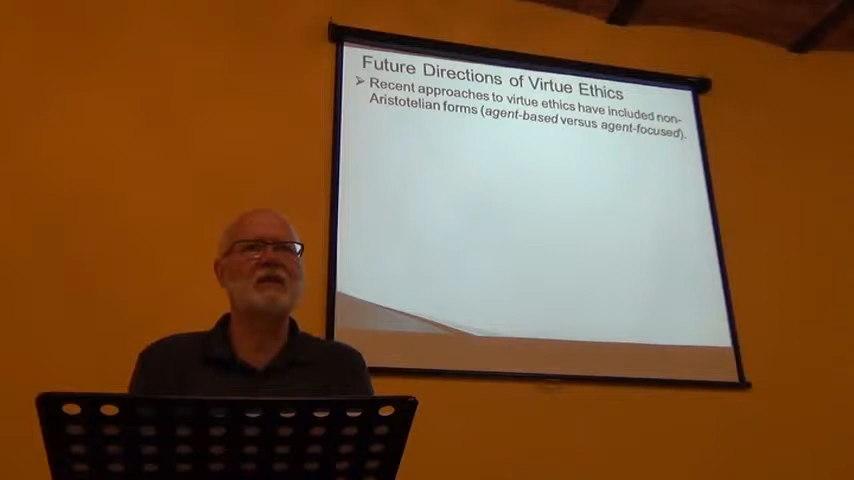 Future Directions of Virtue Ethics
➢ Recent approaches to virtue ethics have included non-
Aristotelian forms (agent-based versus agent-focused).